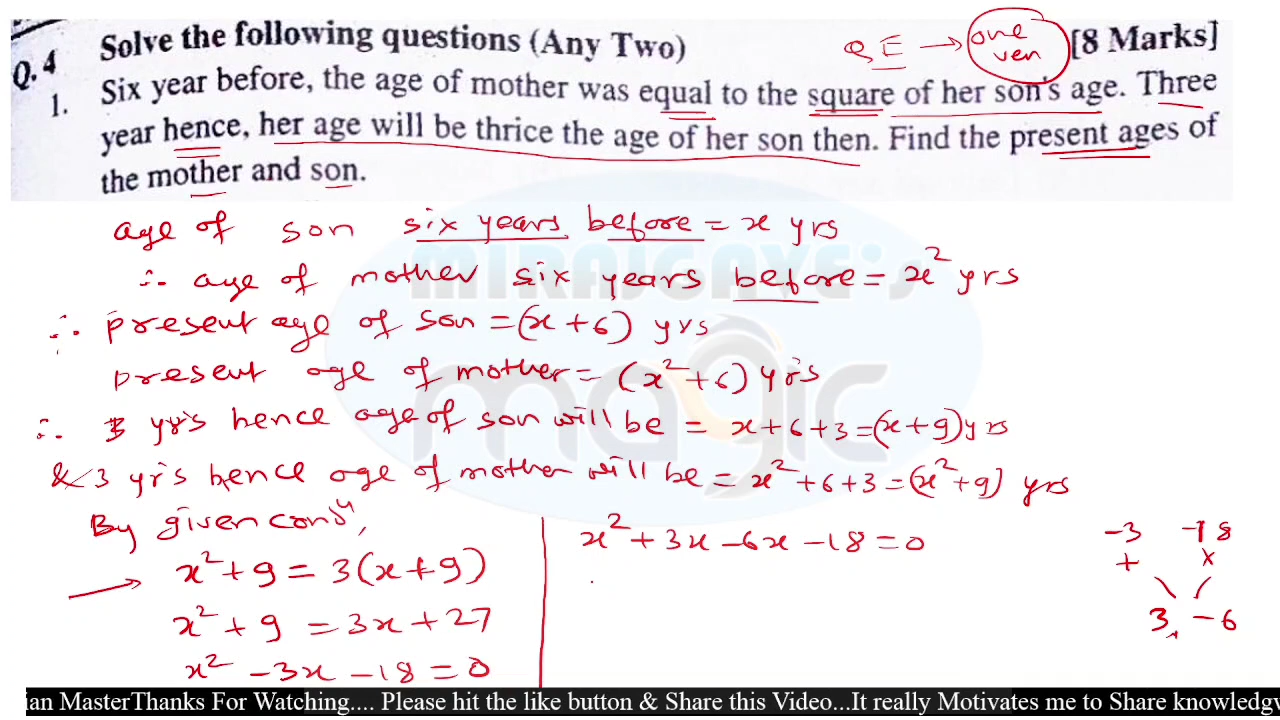 Q.4 Solve the following questions (Any Two) QE → one ven [8 Marks]
1. Six year before, the age of mother was equal to the square of her son's age. Three
year hence, her age will be thrice the age of her son then. Find the present ages of
the mother and son.
age of son six years before = x yrs
∴ age of mother six years before = x² yrs
∴ present age of son = (x+6) yrs
present age of mother = (x²+6) yrs
∴ 3 yrs hence age of son will be = x+6+3 = (x+9) yrs
& 3 yrs hence age of mother will be = x²+6+3 = (x²+9) yrs
By given condⁿ,
→ x²+9 = 3(x+9)
x²+9 = 3x+27
x²-3x-18 = 0
x²+3x-6x-18 = 0
-3 -18
+ ×
3, -6
MIRAJGAVE's
magic
ian MasterThanks For Watching.... Please hit the like button & Share this Video...It really Motivates me to Share knowledge